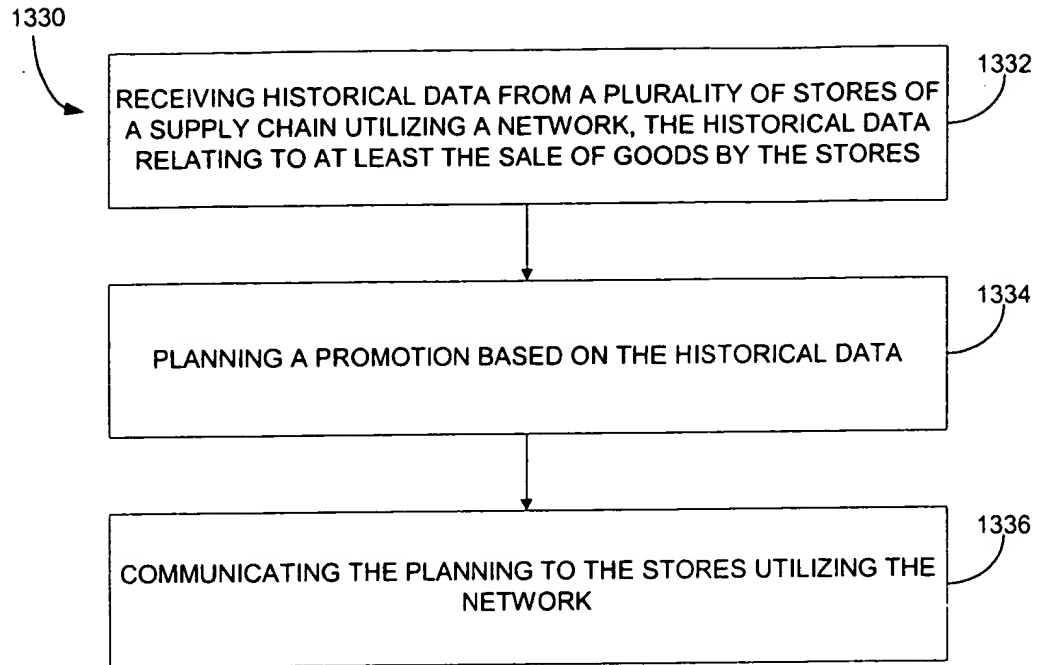 1330
1332
RECEIVING HISTORICAL DATA FROM A PLURALITY OF STORES OF
A SUPPLY CHAIN UTILIZING A NETWORK, THE HISTORICAL DATA
RELATING TO AT LEAST THE SALE OF GOODS BY THE STORES
1334
PLANNING A PROMOTION BASED ON THE HISTORICAL DATA
1336
COMMUNICATING THE PLANNING TO THE STORES UTILIZING THE
NETWORK